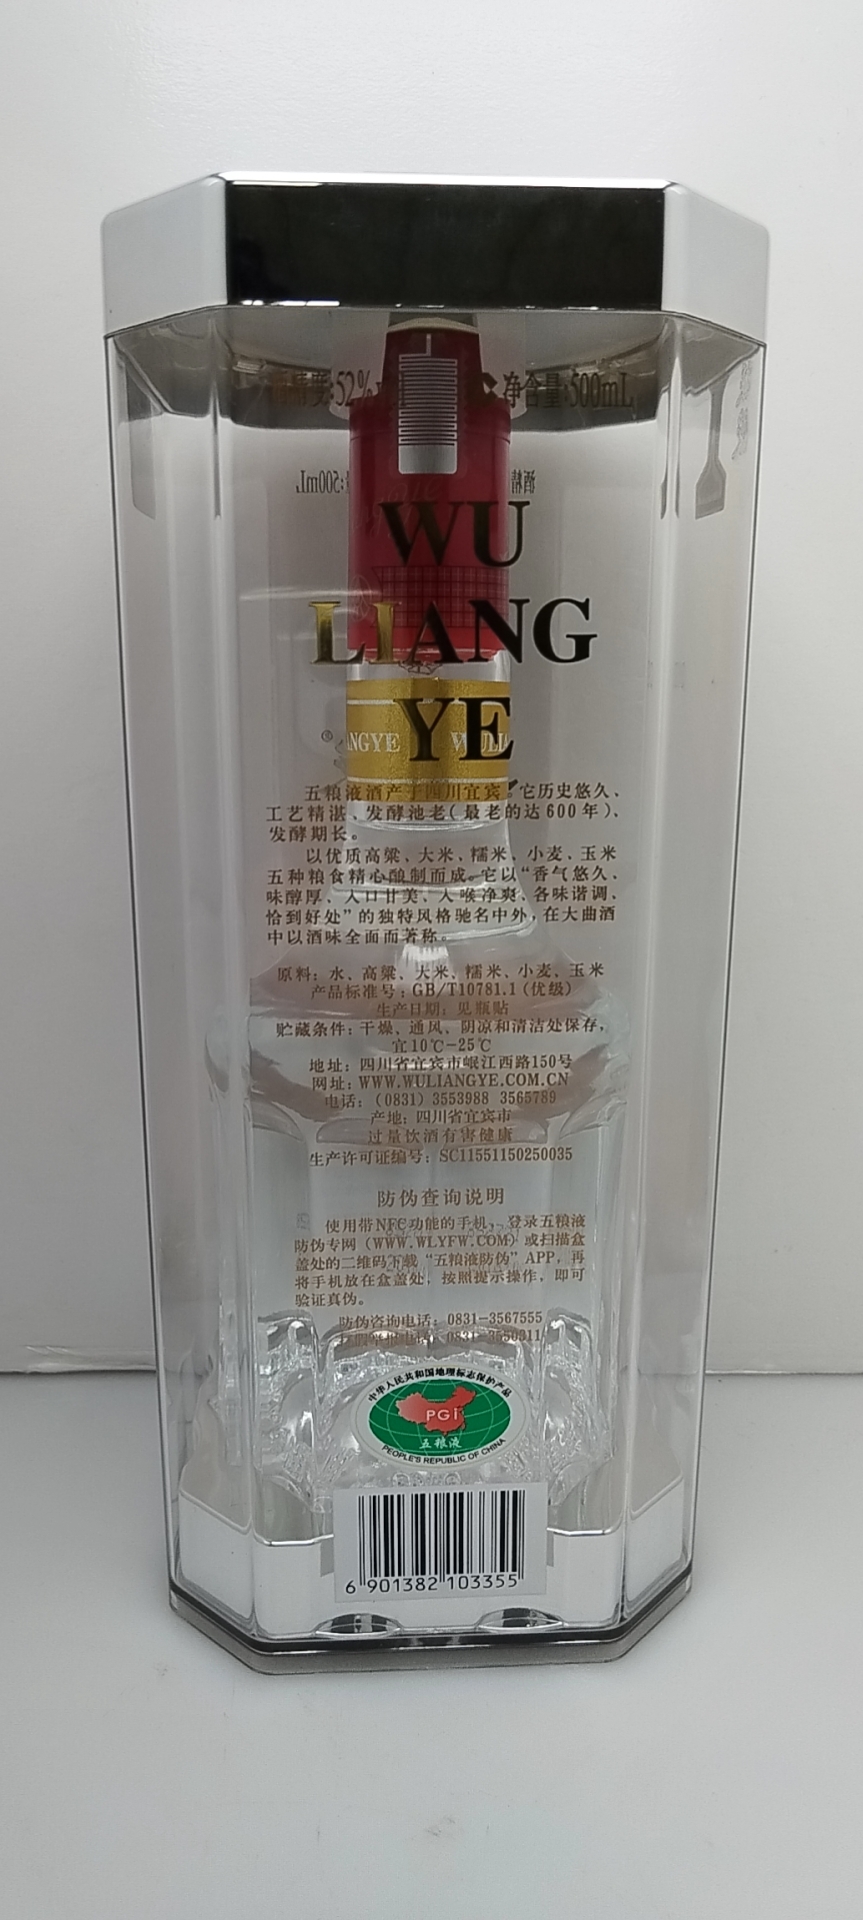 酒精度:52%vol 净含量:500mL
WU
LIANG
YE
ANGYE WULIA
五粮液酒产于四川宜宾。它历史悠久、
工艺精湛、发酵池老(最老的达600年)、
发酵期长。
以优质高粱、大米、糯米、小麦、玉米
五种粮食精心酿制而成。它以“香气悠久、
味醇厚、入口甘美、入喉净爽、各味谐调、
恰到好处”的独特风格驰名中外,在大曲酒
中以酒味全面而著称。
原料:水、高粱、大米、糯米、小麦、玉米
产品标准号:GB/T10781.1(优级)
生产日期:见瓶贴
贮藏条件:干燥、通风、阴凉和清洁处保存,
宜10℃-25℃
地址:四川省宜宾市岷江西路150号
网址:WWW.WULIANGYE.COM.CN
电话:(0831) 3553988 3565789
产地:四川省宜宾市
过量饮酒有害健康
生产许可证编号:SC11551150250035
防伪查询说明
使用带NFC功能的手机,登录五粮液
防伪专网(WWW.WLYFW.COM)或扫描盒
盖处的二维码下载“五粮液防伪”APP,再
将手机放在盒盖处,按照提示操作,即可
验证真伪。
防伪咨询电话:0831-3567555
打假举报电话:0831-3550311
中华人民共和国地理标志保护产品
PGI
五粮液
PEOPLE'S REPUBLIC OF CHINA
6 901382 103355